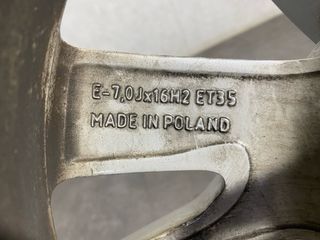 E-7,0Jx16H2 ET35
MADE IN POLAND